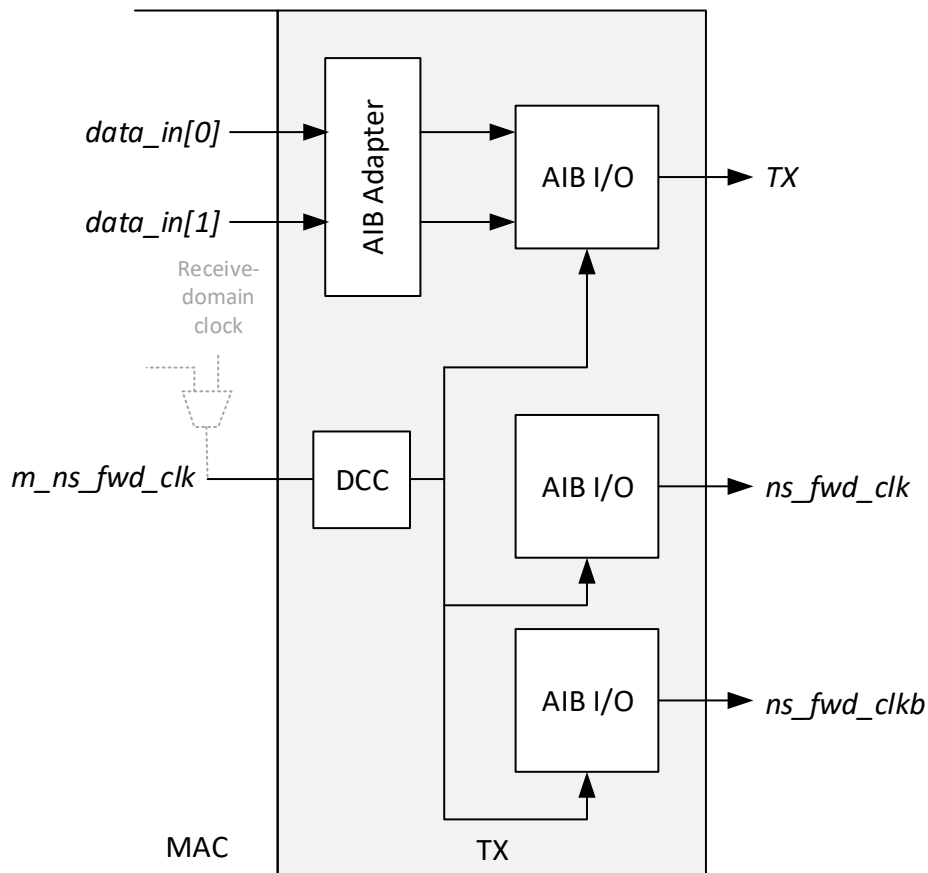 data_in[0]
data_in[1]
AIB Adapter
AIB I/O
TX
Receive-
domain
clock
m_ns_fwd_clk
DCC
AIB I/O
ns_fwd_clk
AIB I/O
ns_fwd_clkb
MAC
TX